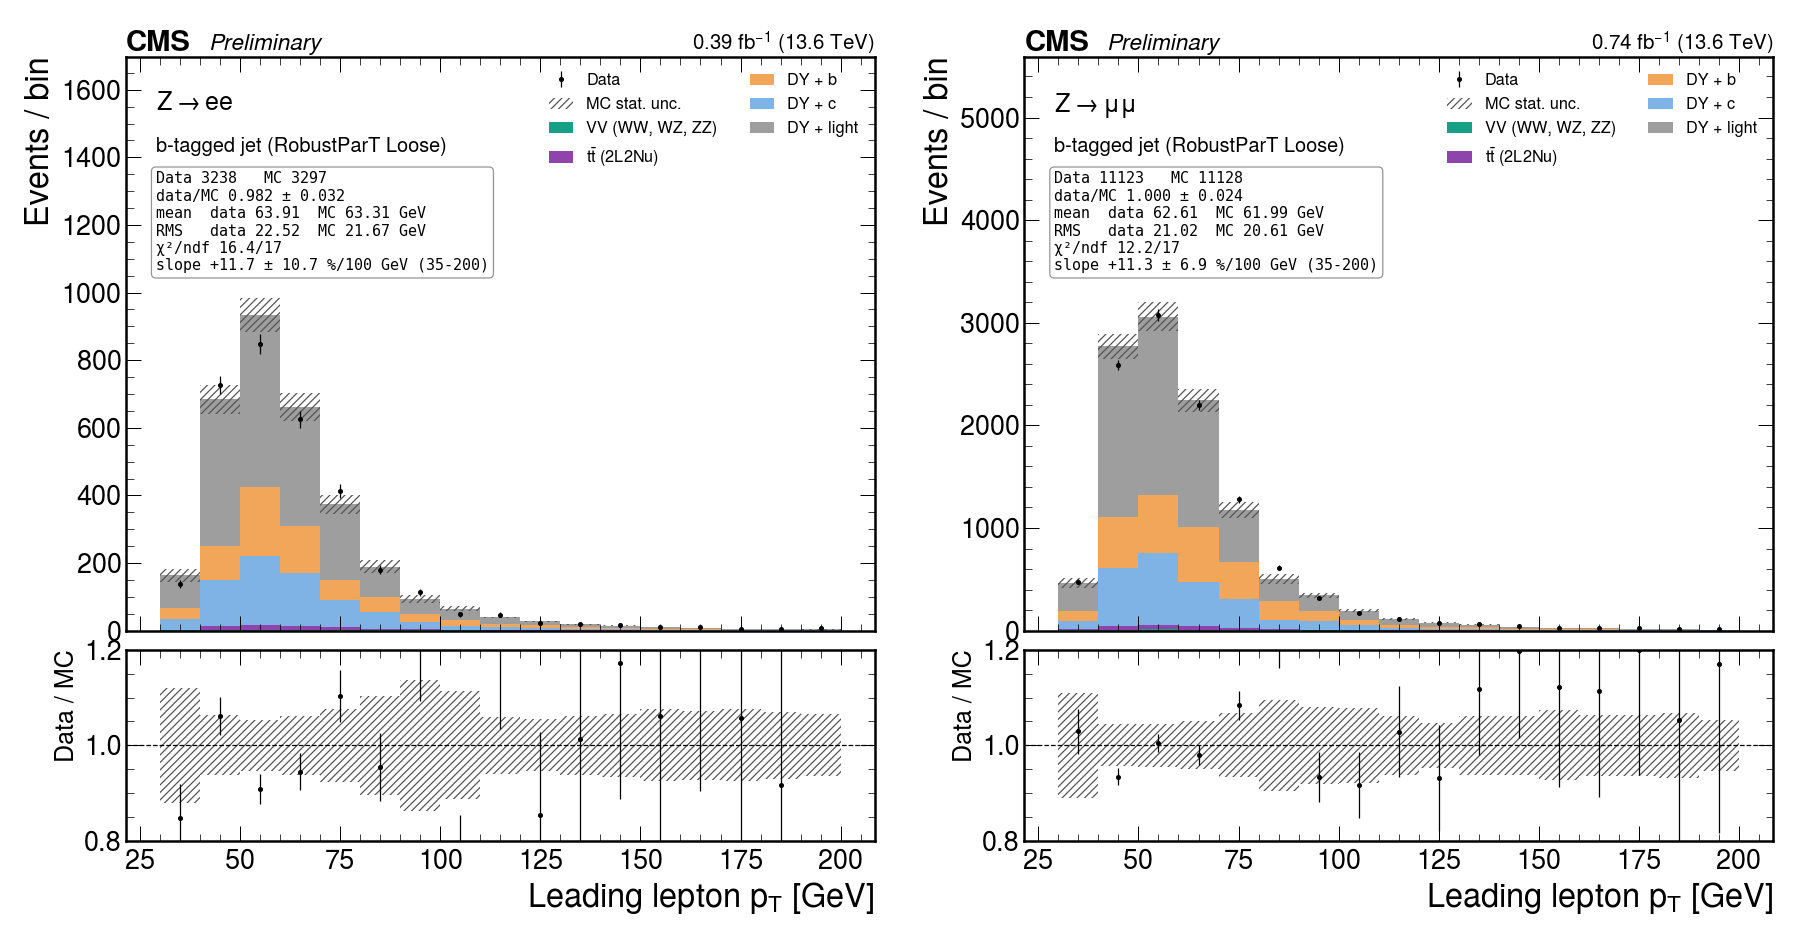 CMS Preliminary 0.39 fb⁻¹ (13.6 TeV)
Events / bin
1600
1400
1200
1000
800
600
400
200
0
Z→ee
b-tagged jet (RobustParT Loose)
Data
MC stat. unc.
VV (WW, WZ, ZZ)
tt̄ (2L2Nu)
DY + b
DY + c
DY + light
Data 3238 MC 3297
data/MC 0.982 ± 0.032
mean data 63.91 MC 63.31 GeV
RMS data 22.52 MC 21.67 GeV
χ²/ndf 16.4/17
slope +11.7 ± 10.7 %/100 GeV (35-200)
Data / MC
1.2
1.0
0.8
25 50 75 100 125 150 175 200
Leading lepton p_T [GeV]
CMS Preliminary 0.74 fb⁻¹ (13.6 TeV)
Events / bin
5000
4000
3000
2000
1000
0
Z→μμ
b-tagged jet (RobustParT Loose)
Data
MC stat. unc.
VV (WW, WZ, ZZ)
tt̄ (2L2Nu)
DY + b
DY + c
DY + light
Data 11123 MC 11128
data/MC 1.000 ± 0.024
mean data 62.61 MC 61.99 GeV
RMS data 21.02 MC 20.61 GeV
χ²/ndf 12.2/17
slope +11.3 ± 6.9 %/100 GeV (35-200)
Data / MC
1.2
1.0
0.8
25 50 75 100 125 150 175 200
Leading lepton p_T [GeV]